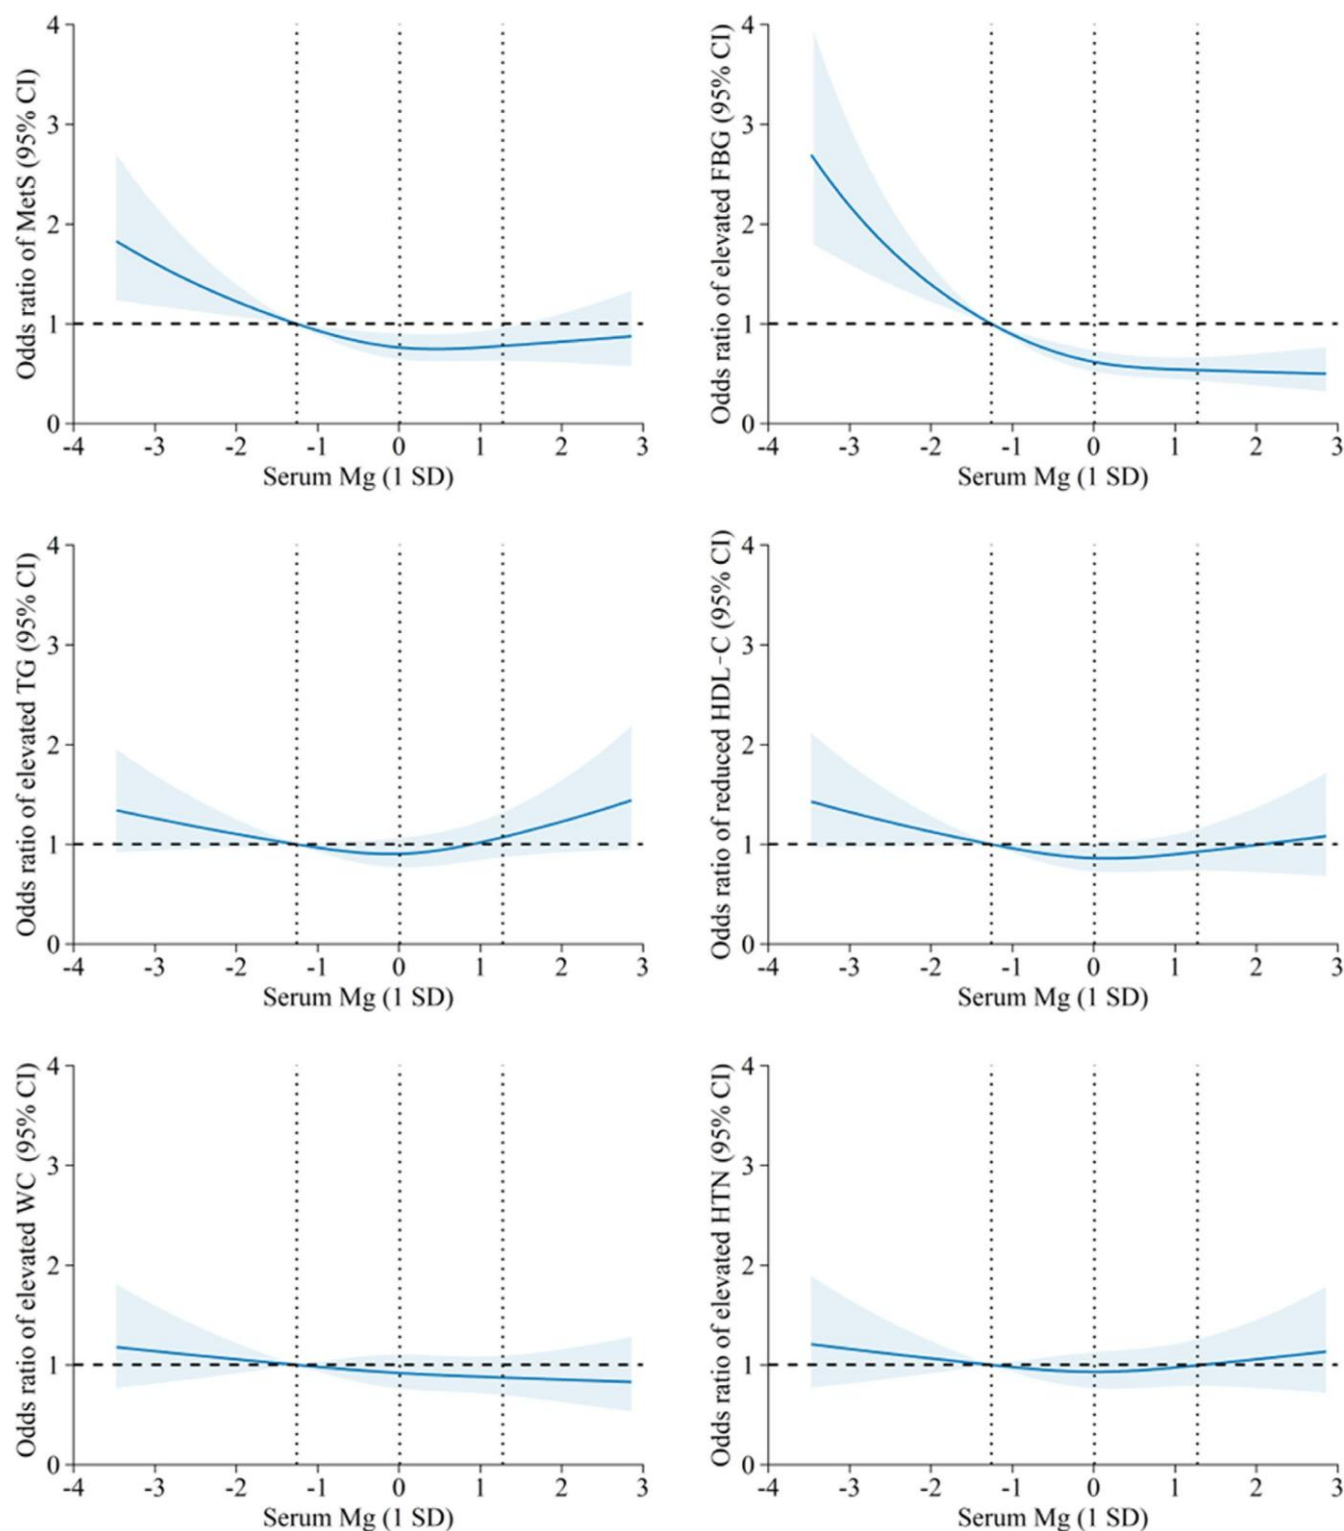 Odds ratio of MetS (95% CI)
4
3
2
1
0
-4 -3 -2 -1 0 1 2 3
Serum Mg (1 SD)
Odds ratio of elevated FBG (95% CI)
4
3
2
1
0
-4 -3 -2 -1 0 1 2 3
Serum Mg (1 SD)
Odds ratio of elevated TG (95% CI)
4
3
2
1
0
-4 -3 -2 -1 0 1 2 3
Serum Mg (1 SD)
Odds ratio of reduced HDL-C (95% CI)
4
3
2
1
0
-4 -3 -2 -1 0 1 2 3
Serum Mg (1 SD)
Odds ratio of elevated WC (95% CI)
4
3
2
1
0
-4 -3 -2 -1 0 1 2 3
Serum Mg (1 SD)
Odds ratio of elevated HTN (95% CI)
4
3
2
1
0
-4 -3 -2 -1 0 1 2 3
Serum Mg (1 SD)